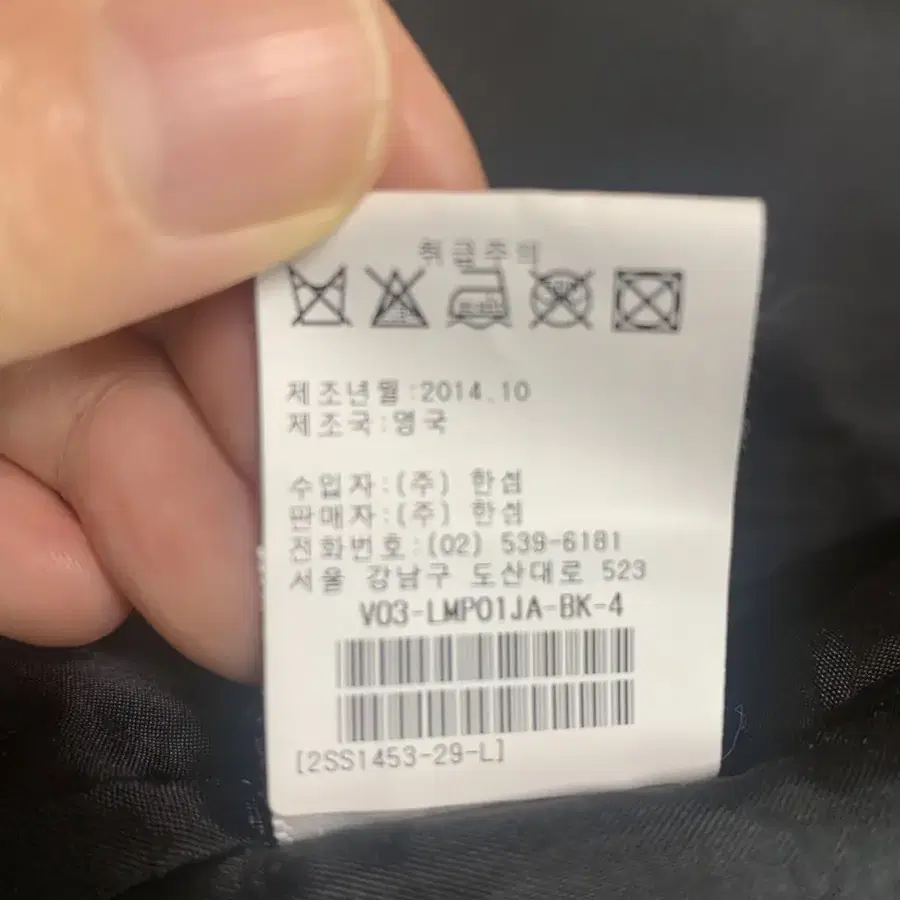 취급주의
제조년월:2014.10
제조국:영국
수입자:(주) 한섬
판매자:(주) 한섬
전화번호:(02) 539-6181
서울 강남구 도산대로 523
V03-LMP01JA-BK-4
[2SS1453-29-L]